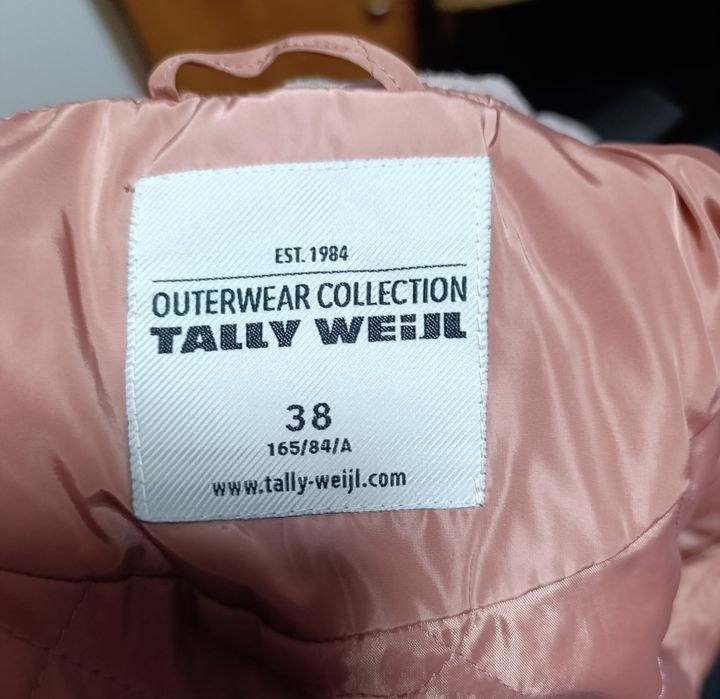 EST. 1984
OUTERWEAR COLLECTION
TALLY WEiJL
38
165/84/A
www.tally-weijl.com